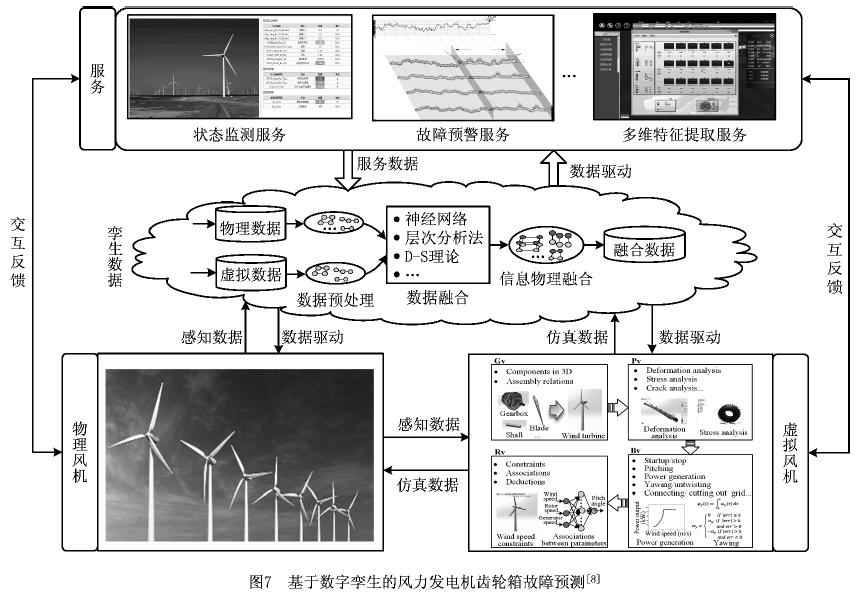 服务
状态监测服务
故障预警服务
...
多维特征提取服务
服务数据
数据驱动
交互反馈
交互反馈
孪生数据
物理数据
虚拟数据
...
数据预处理
● 神经网络
● 层次分析法
● D-S理论
● ...
数据融合
信息物理融合
融合数据
感知数据
数据驱动
仿真数据
数据驱动
物理风机
感知数据
仿真数据
虚拟风机
Gv
● Components in 3D
● Assembly relations
Gearbox
Shaft
Blade
...
Wind turbine
Pv
● Deformation analysis
● Stress analysis
● Crack analysis...
Deformation
analysis
Stress analysis
Rv
● Constraints
● Associations
● Deductions
Wind
speed
Rotor
speed
Generator
speed
Pitch
angle
Wind speed
constraints
Associations
between parameters
Bv
● Startup/stop
● Pitching
● Power generation
● Yawing/untwisting
● Connecting/ cutting out grid...
Power output
(kW)
Wind speed (m/s)
Power generation
Yawing
图7 基于数字孪生的风力发电机齿轮箱故障预测[8]